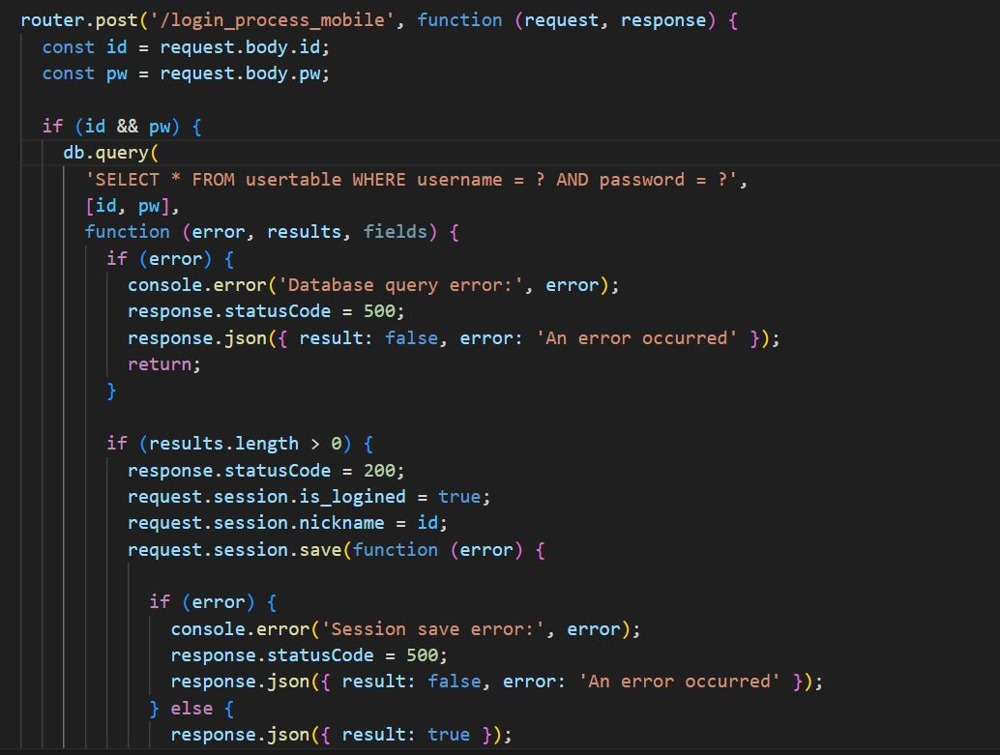 router.post('/login_process_mobile', function (request, response) {
const id = request.body.id;
const pw = request.body.pw;
if (id && pw) {
db.query(
'SELECT * FROM usertable WHERE username = ? AND password = ?',
[id, pw],
function (error, results, fields) {
if (error) {
console.error('Database query error:', error);
response.statusCode = 500;
response.json({ result: false, error: 'An error occurred' });
return;
}
if (results.length > 0) {
response.statusCode = 200;
request.session.is_logined = true;
request.session.nickname = id;
request.session.save(function (error) {
if (error) {
console.error('Session save error:', error);
response.statusCode = 500;
response.json({ result: false, error: 'An error occurred' });
} else {
response.json({ result: true });